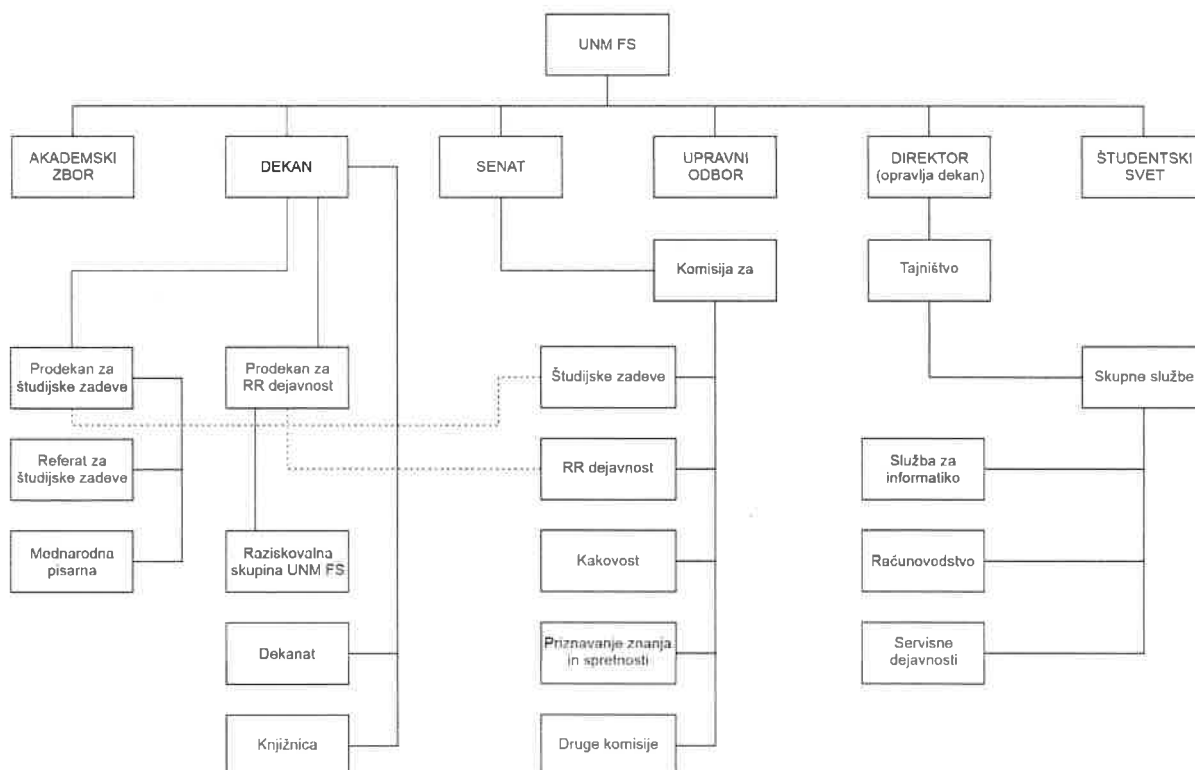 UNM FS
AKADEMSKI
ZBOR
DEKAN
SENAT
UPRAVNI
ODBOR
DIREKTOR
(opravlja dekan)
ŠTUDENTSKI
SVET
Komisija za
Tajništvo
Prodekan za
študijske zadeve
Prodekan za
RR dejavnost
Študijske zadeve
Skupne službe
Referat za
študijske zadeve
RR dejavnost
Služba za
informatiko
Mednarodna
pisarna
Raziskovalna
skupina UNM FS
Kakovost
Računovodstvo
Dekanat
Priznavanje znanja
in spretnosti
Servisne
dejavnosti
Knjižnica
Druge komisije